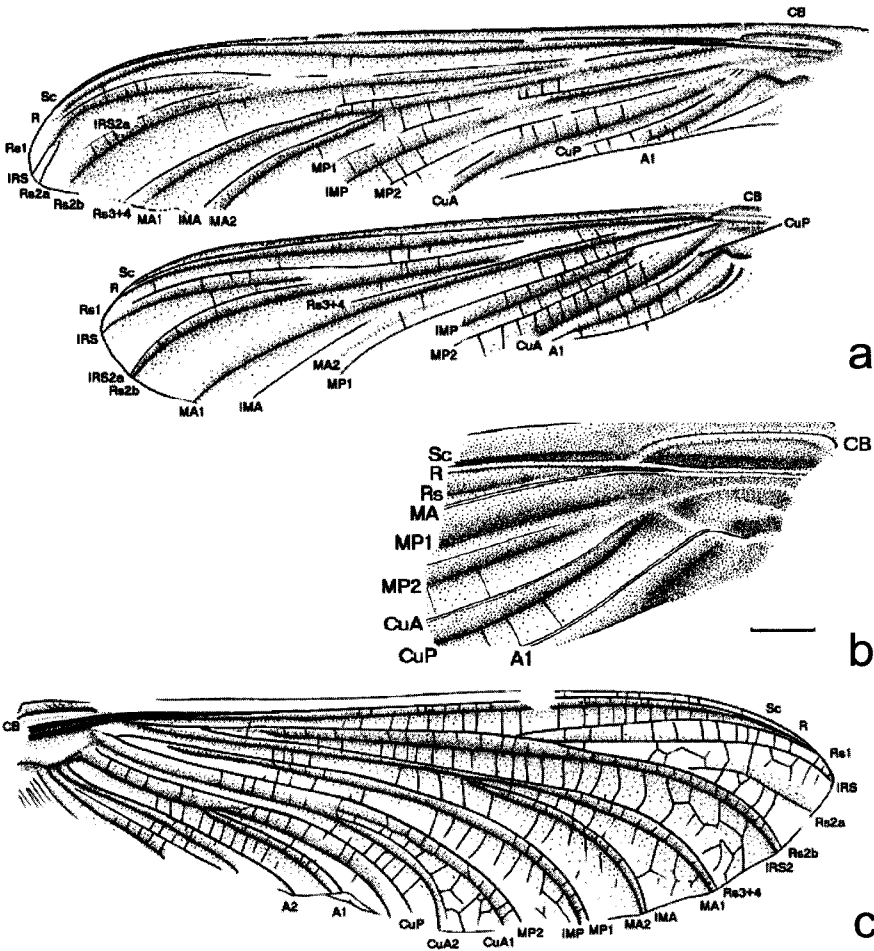 CB
Sc
R
Rs1
IRS
Rs2a
IRS2a
Rs2b
Rs3+4
MA1
IMA
MA2
MP1
IMP
MP2
CuA
CuP
A1
CB
CuP
Sc
R
Rs1
IRS
IRS2a
Rs2b
Rs3+4
MA1
IMA
MA2
MP1
IMP
MP2
CuA
A1
a
CB
Sc
R
Rs
MA
MP1
MP2
CuA
CuP
A1
b
CB
Sc
R
Rs1
IRS
Rs2a
Rs2b
IRS2
Rs3+4
MA1
IMA
MA2
MP1
IMP
MP2
CuA1
CuA2
CuP
A1
A2
c